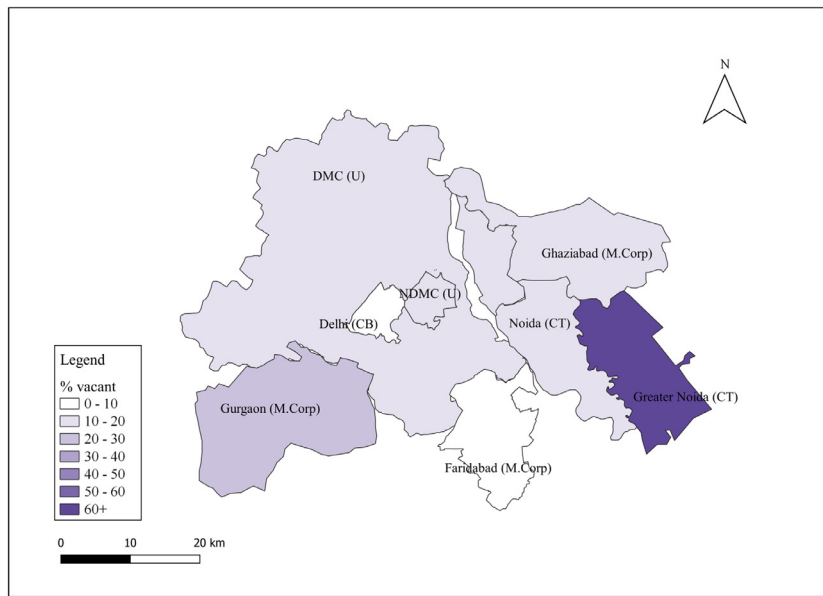 N
DMC (U)
Ghaziabad (M.Corp)
NDMC (U)
Delhi (CB)
Noida (CT)
Greater Noida (CT)
Gurgaon (M.Corp)
Faridabad (M.Corp)
Legend
% vacant
0 - 10
10 - 20
20 - 30
30 - 40
40 - 50
50 - 60
60+
0 10 20 km